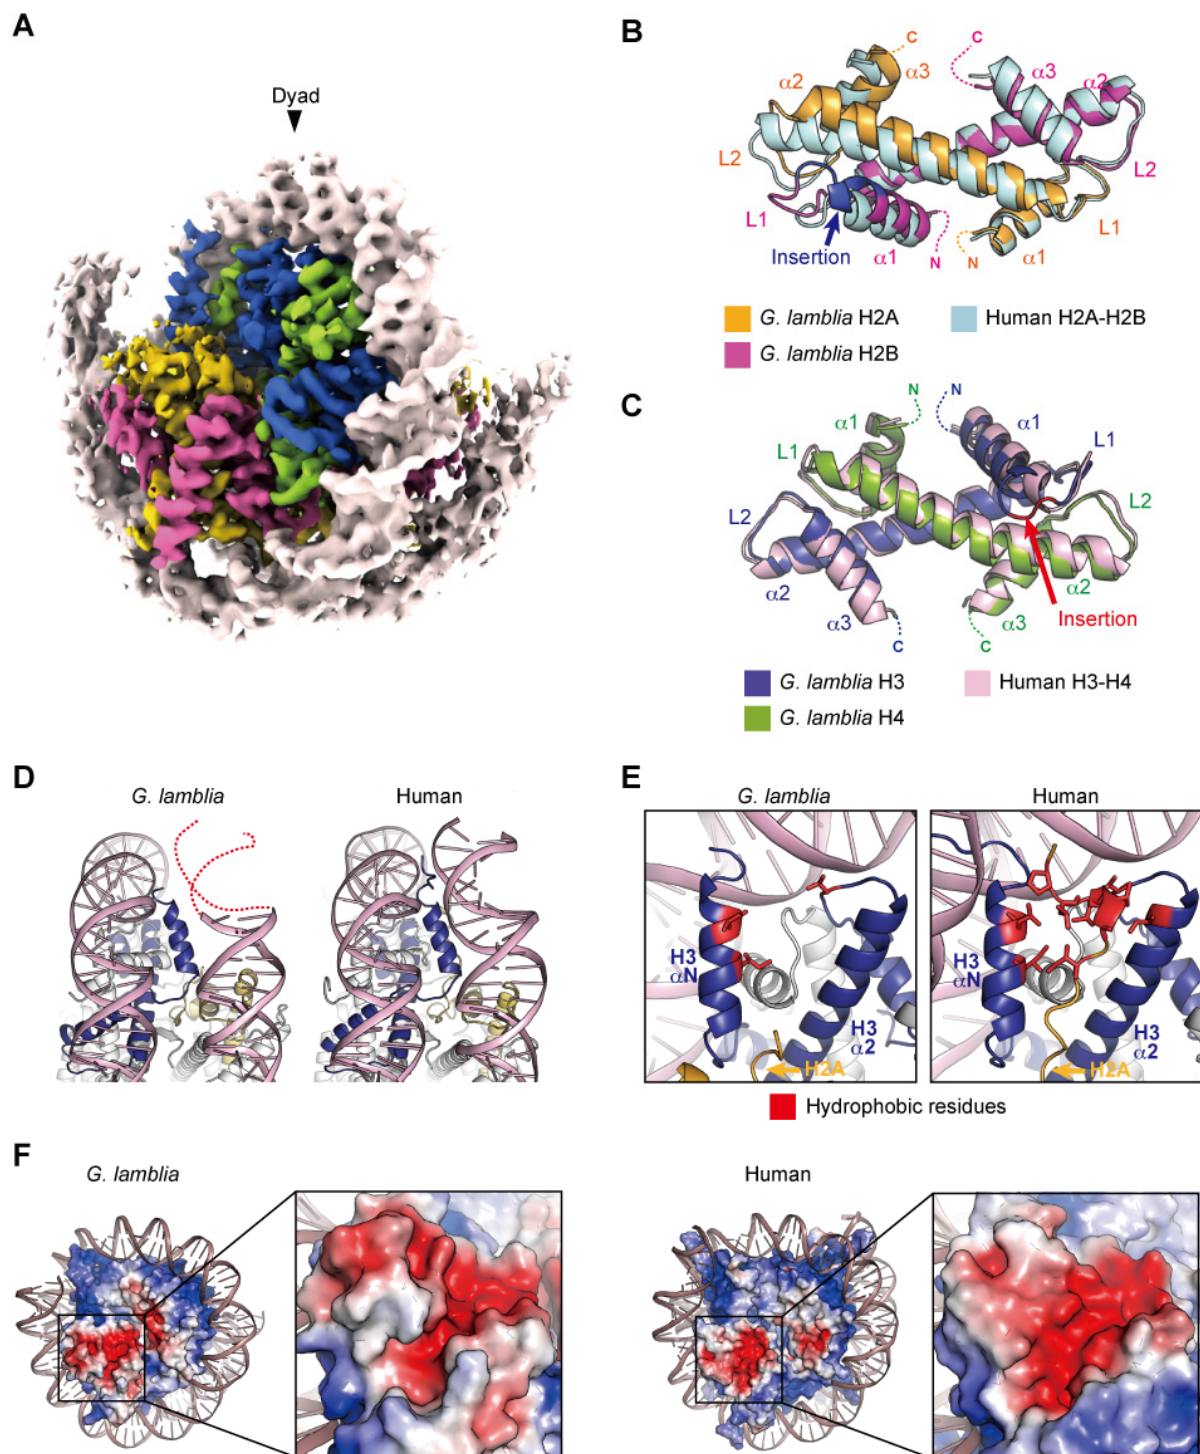 A
Dyad
B
C
C
α3
α3
α2
α2
L2
L2
L1
L1
Insertion
α1
N
N
α1
G. lamblia H2A
Human H2A-H2B
G. lamblia H2B
C
N
N
α1
α1
L1
L1
L2
L2
α2
α2
α3
α3
Insertion
C
C
G. lamblia H3
Human H3-H4
G. lamblia H4
D
G. lamblia
Human
E
G. lamblia
Human
H3
αN
H3
α2
H2A
H3
αN
H3
α2
H2A
Hydrophobic residues
F
G. lamblia
Human